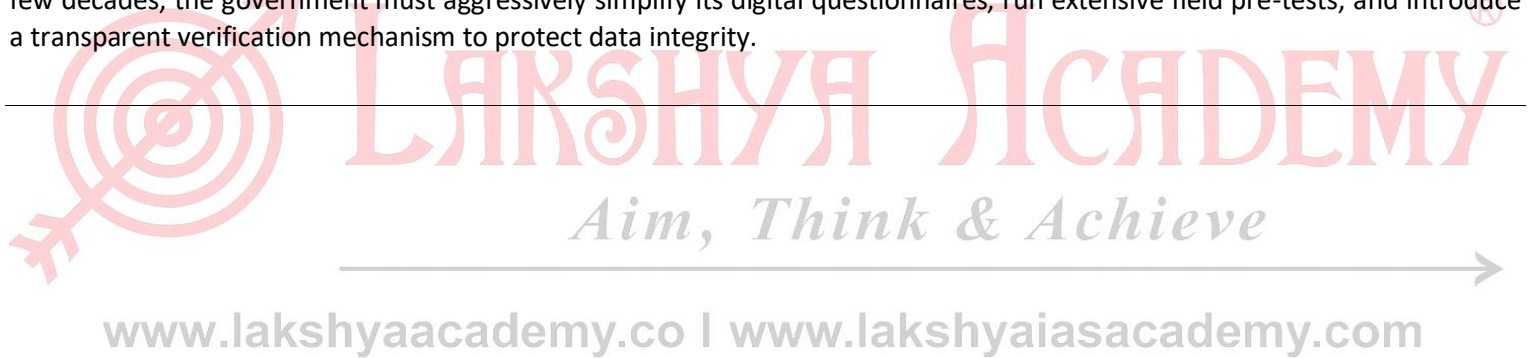 few decades, the government must aggressively simplify its digital questionnaires, run extensive field pre-tests, and introduce
a transparent verification mechanism to protect data integrity.
®
LAKSHYA ACADEMY
Aim, Think & Achieve
www.lakshyaacademy.co I www.lakshyaiasacademy.com